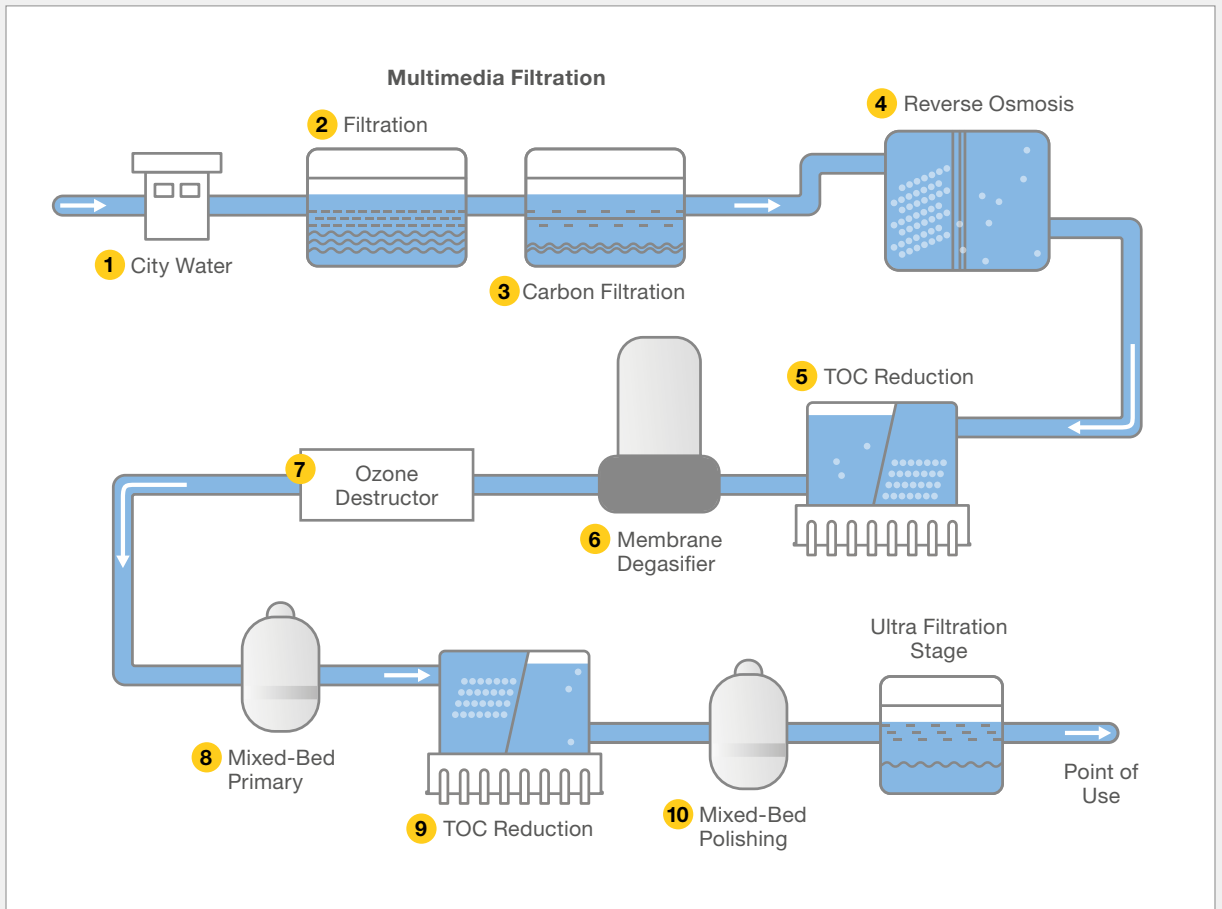 Multimedia Filtration
4 Reverse Osmosis
2 Filtration
1 City Water
3 Carbon Filtration
5 TOC Reduction
7 Ozone
Destructor
6 Membrane
Degasifier
Ultra Filtration
Stage
8 Mixed-Bed
Primary
Point of
Use
9 TOC Reduction
10 Mixed-Bed
Polishing